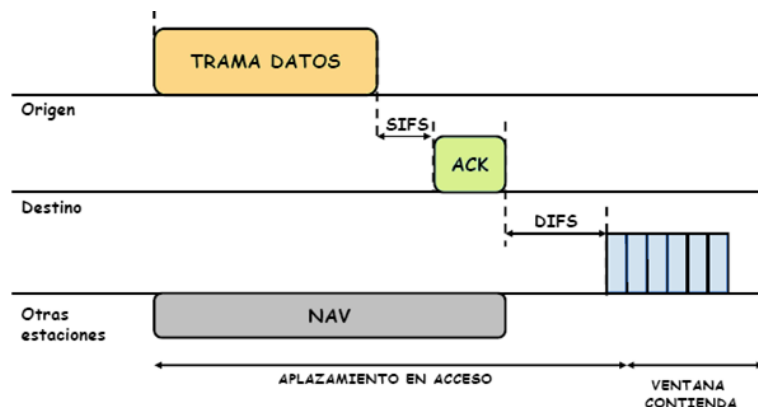 TRAMA DATOS
Origen
SIFS
ACK
Destino
DIFS
Otras
estaciones
NAV
APLAZAMIENTO EN ACCESO
VENTANA
CONTIENDA